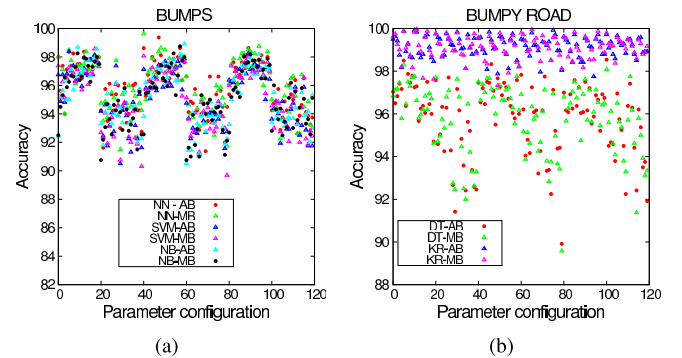 BUMPS
100
98
96
94
92
90
88
86
84
82
Accuracy
NN - AB
NN-MB
SVM-AB
SVM-MB
NB-AB
NB-MB
0 20 40 60 80 100 120
Parameter configuration
(a)
BUMPY ROAD
100
98
96
94
92
90
88
Accuracy
DT-AB
DT-MB
KR-AB
KR-MB
0 20 40 60 80 100 120
Parameter configuration
(b)